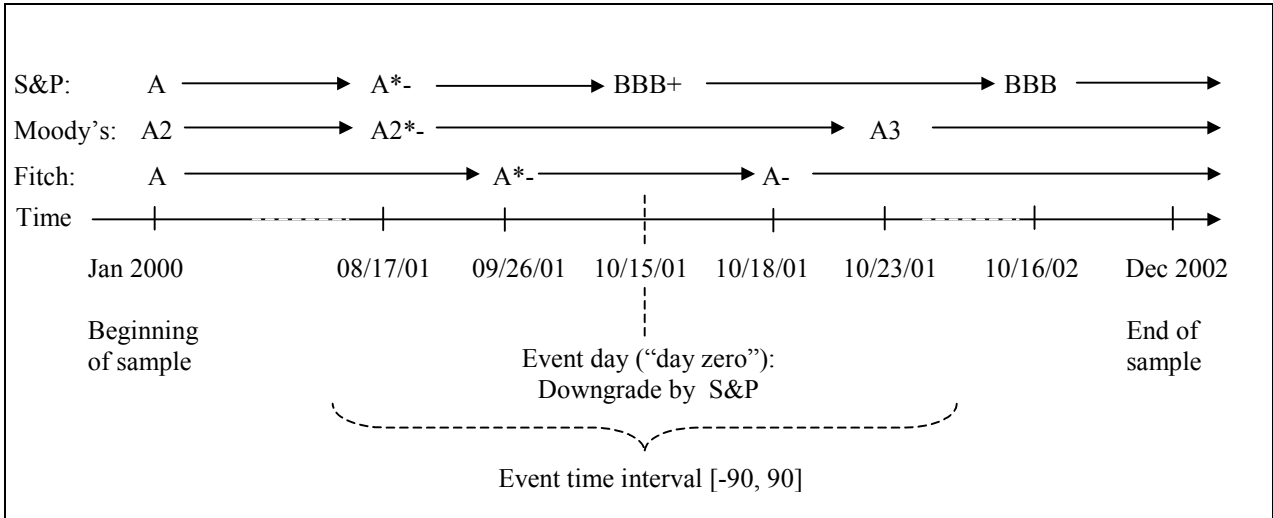 S&P: A A*- BBB+ BBB
Moody's: A2 A2*- A3
Fitch: A A*- A-
Time
Jan 2000 08/17/01 09/26/01 10/15/01 10/18/01 10/23/01 10/16/02 Dec 2002
Beginning
of sample
End of
sample
Event day ("day zero"):
Downgrade by S&P
Event time interval [-90, 90]